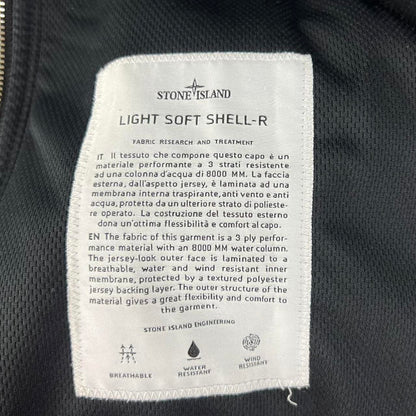 STONE ISLAND
LIGHT SOFT SHELL-R
FABRIC RESEARCH AND TREATMENT
IT Il tessuto che compone questo capo è un
materiale performante a 3 strati resistente
ad una colonna d'acqua di 8000 MM. La faccia
esterna, dall'aspetto jersey, è laminata ad una
membrana interna traspirante, anti vento e anti
acqua, protetta da un ulteriore strato di polieste-
re operato. La costruzione del tessuto esterno
dona un'ottima flessibilità e comfort al capo.
EN The fabric of this garment is a 3 ply perfor-
mance material with an 8000 MM water column.
The jersey-look outer face is laminated to a
breathable, water and wind resistant inner
membrane, protected by a textured polyester
jersey backing layer. The outer structure of the
material gives a great flexibility and comfort to
the garment.
STONE ISLAND ENGINEERING
BREATHABLE
WATER
RESISTANT
WIND
RESISTANT